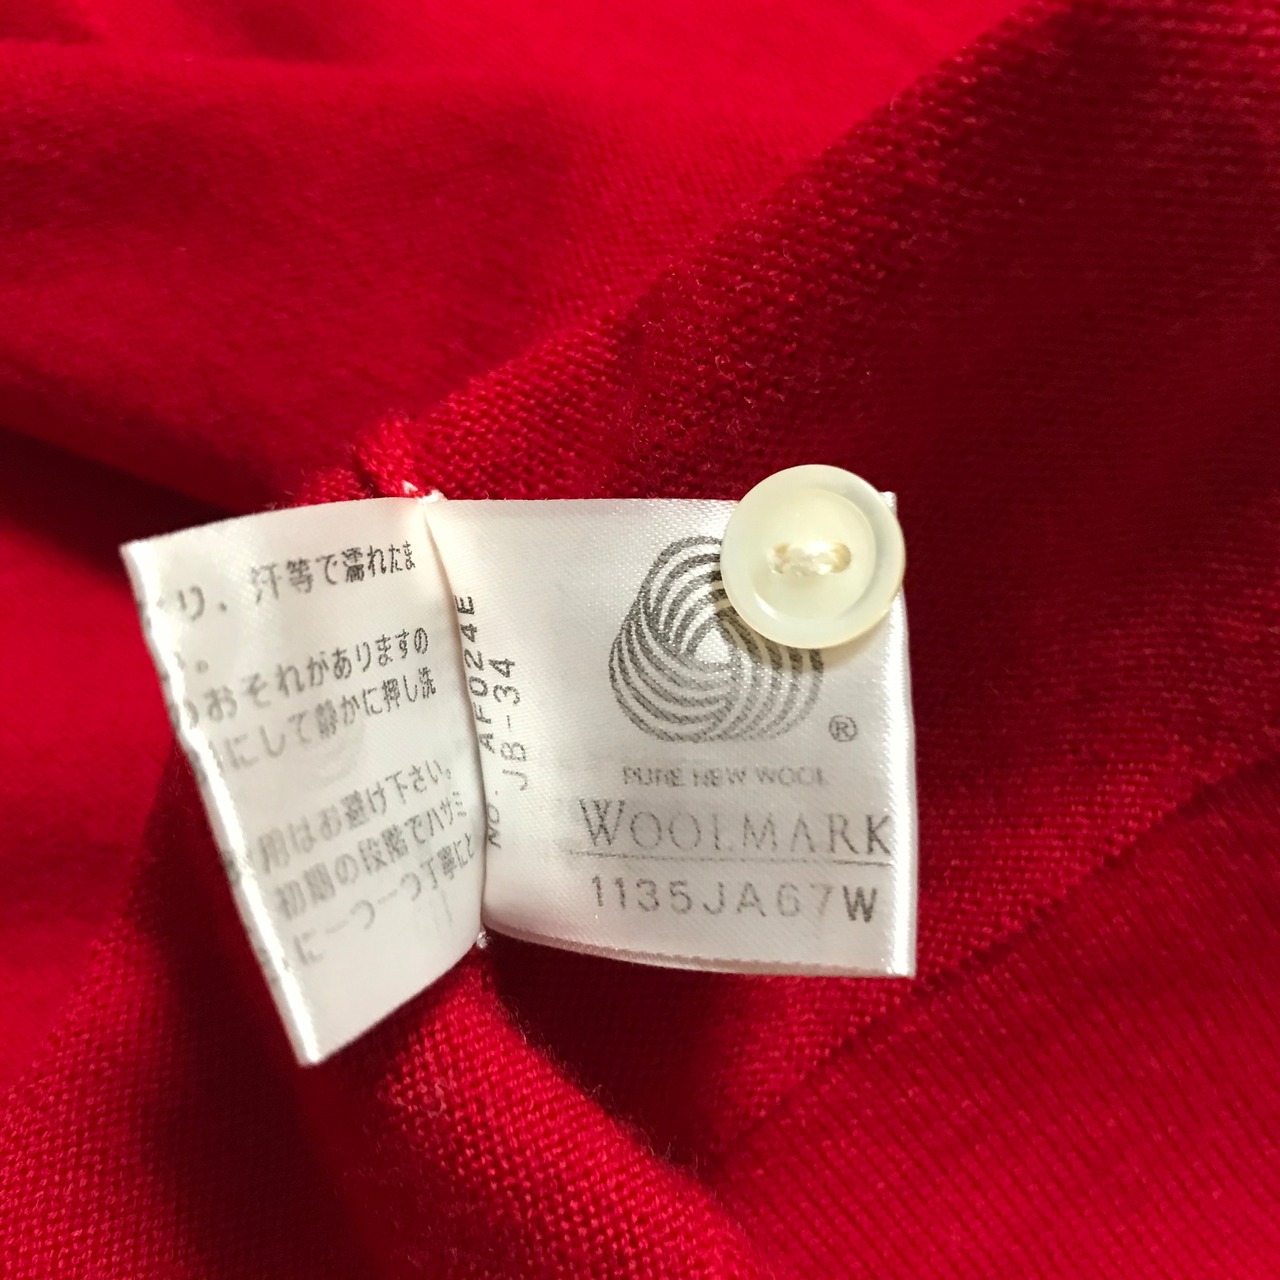 り、汗等で濡れたま
す。
おそれがありますの
にして静かに押し洗
用はお避け下さい。
初期の段階でハサミ
に一つ一つ丁寧にと
AF024E
NO. JB-34
®
PURE NEW WOOL
WOOLMARK
1135JA67W